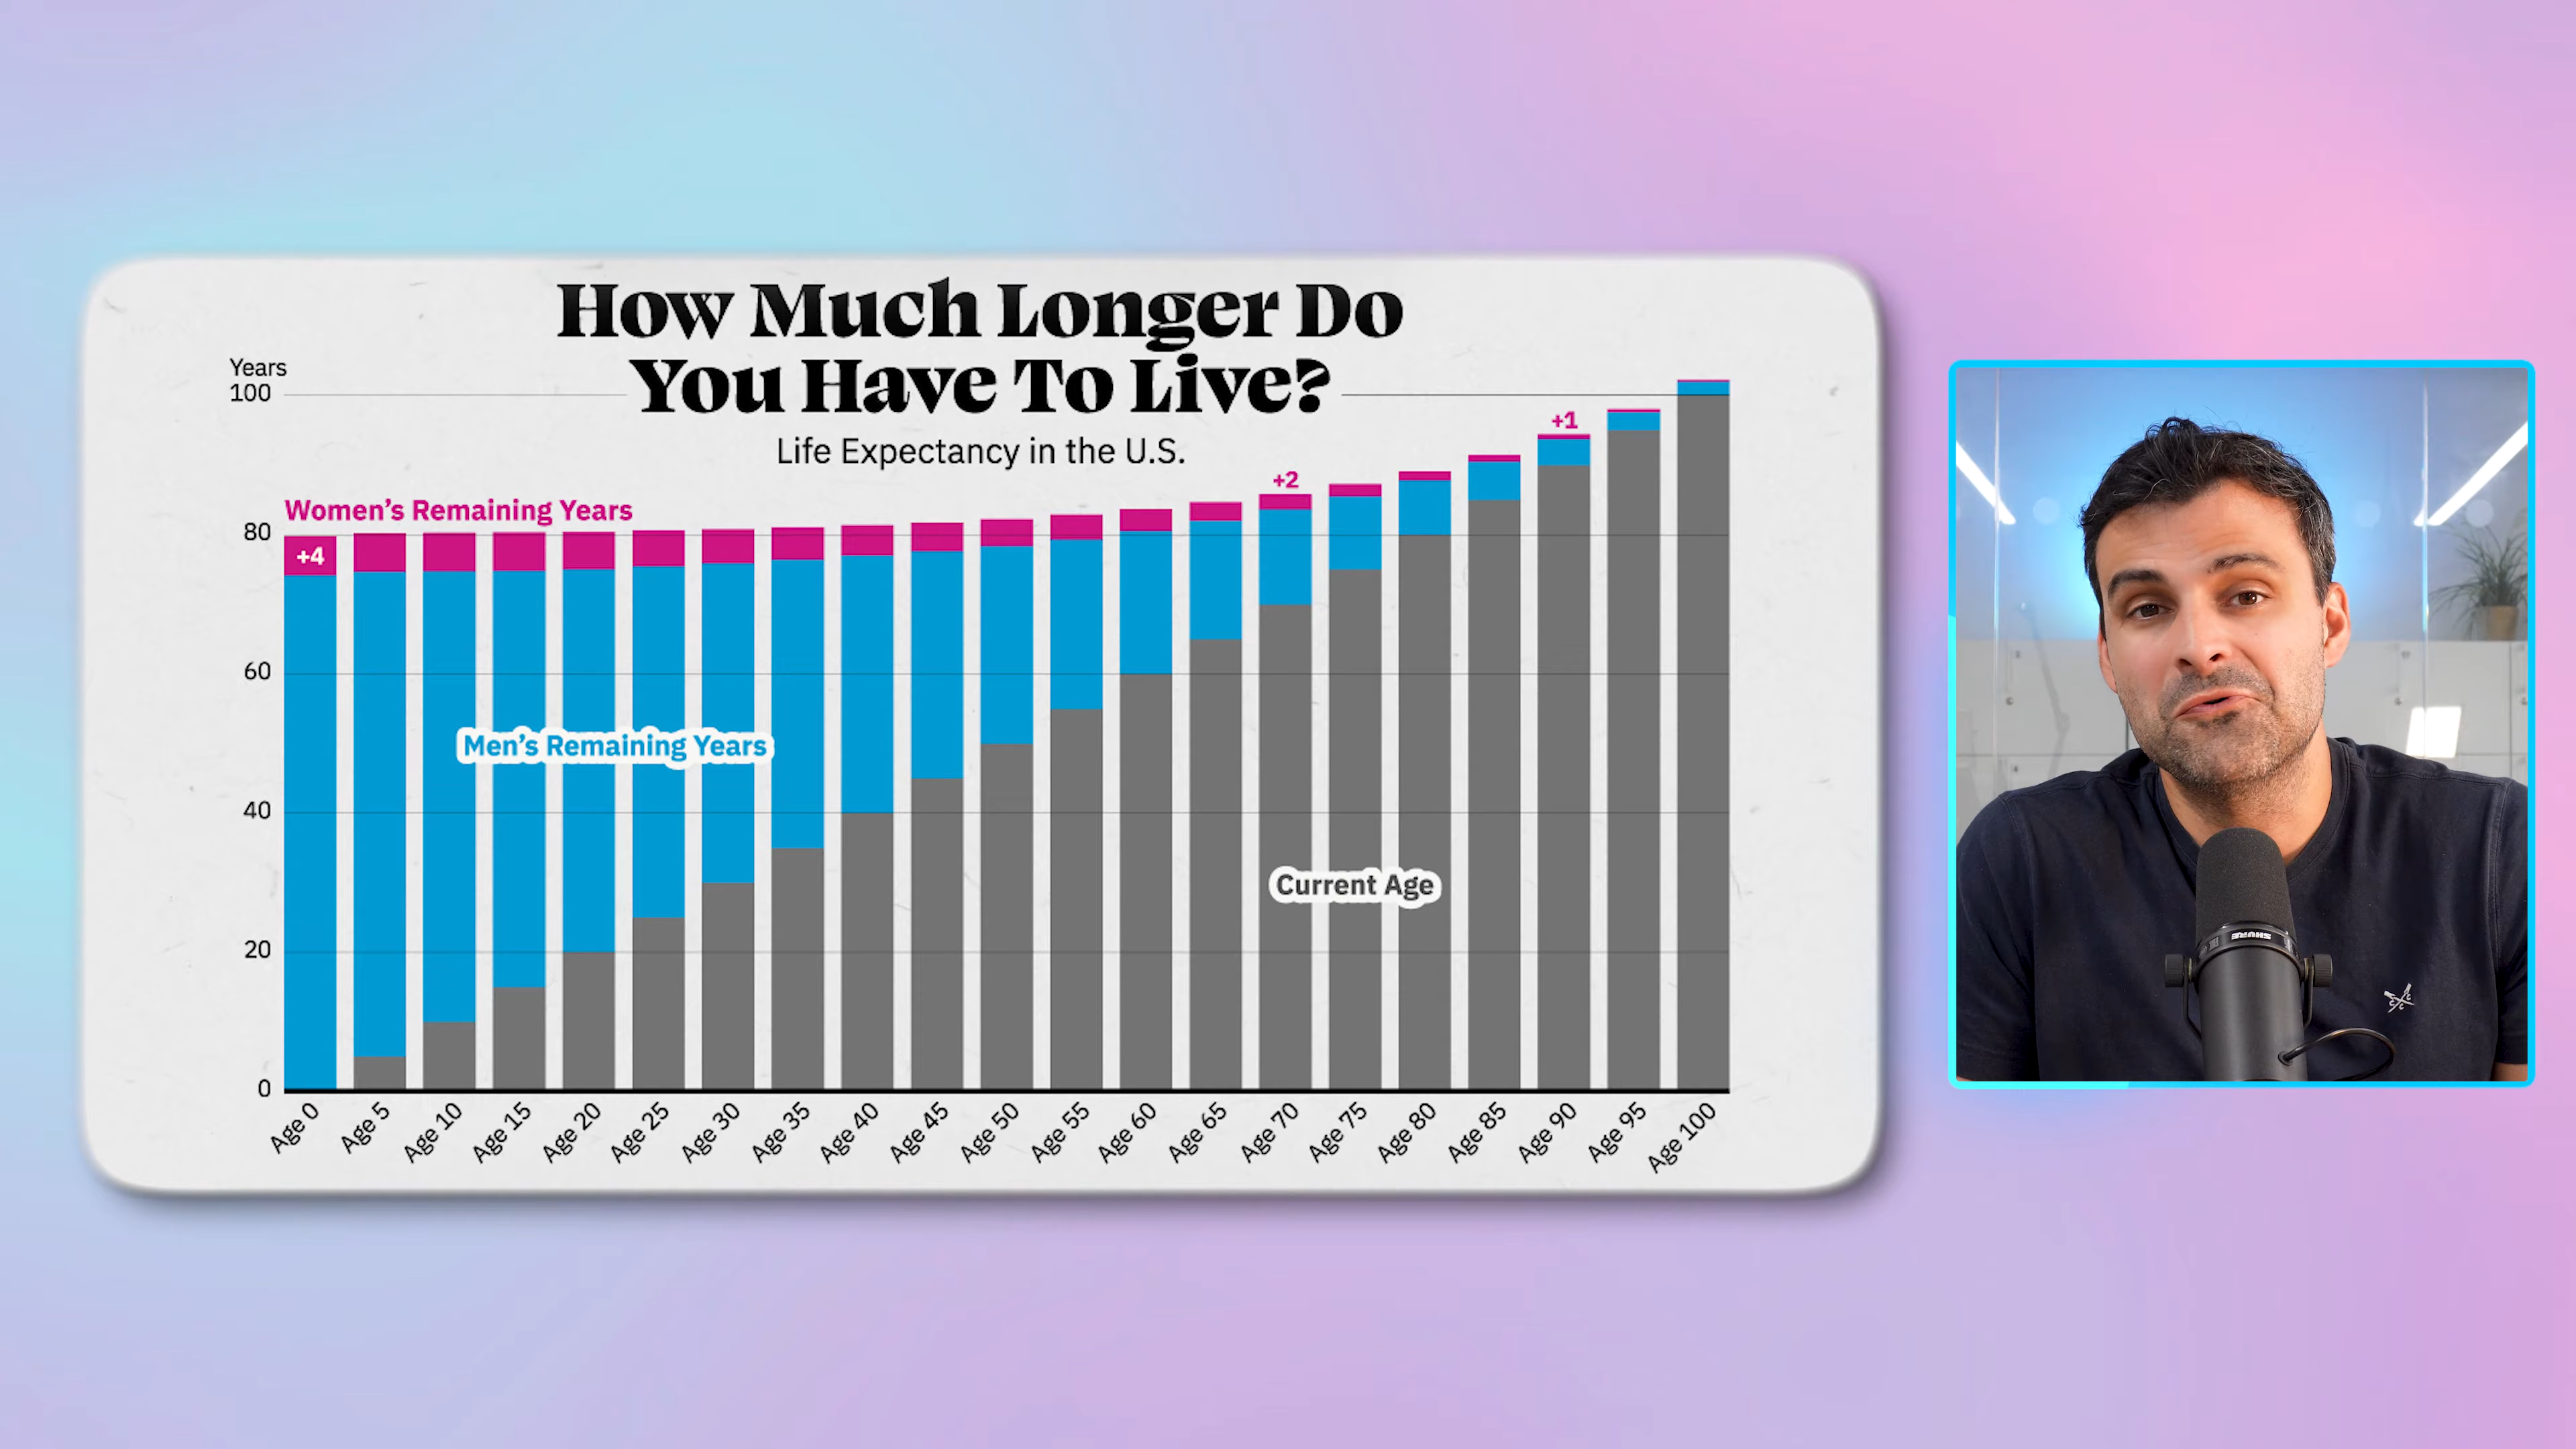 How Much Longer Do
You Have To Live?
Life Expectancy in the U.S.
Years
100
80
60
40
20
0
Women's Remaining Years
+4
+2
+1
Men's Remaining Years
Current Age
Age 0
Age 5
Age 10
Age 15
Age 20
Age 25
Age 30
Age 35
Age 40
Age 45
Age 50
Age 55
Age 60
Age 65
Age 70
Age 75
Age 80
Age 85
Age 90
Age 95
Age 100
SHURE